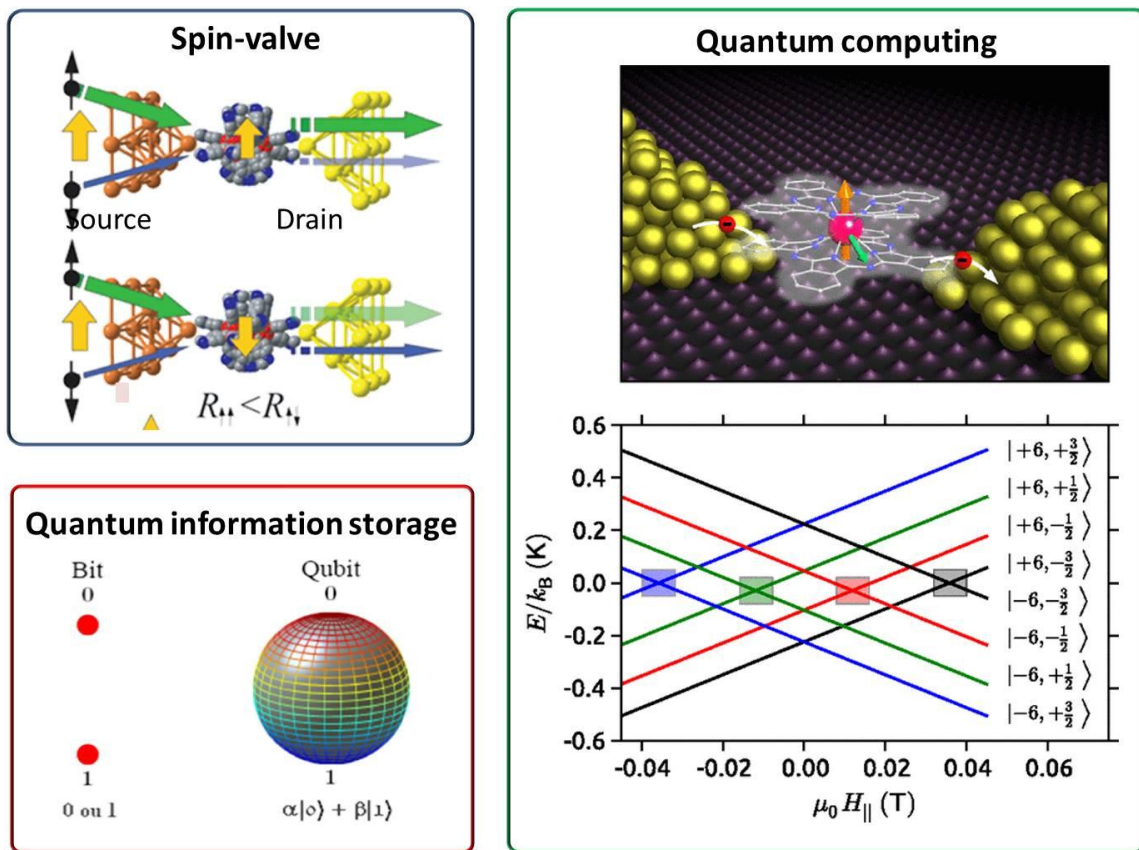 Spin-valve
Source
Drain
R↑↑ < R↑↓
Quantum information storage
Bit
0
1
0 ou 1
Qubit
0
1
α|0⟩ + β|1⟩
Quantum computing
-
-
E/k_B (K)
0.6
0.4
0.2
0.0
-0.2
-0.4
-0.6
|+6,+3/2⟩
|+6,+1/2⟩
|+6,-1/2⟩
|+6,-3/2⟩
|-6,-3/2⟩
|-6,-1/2⟩
|-6,+1/2⟩
|-6,+3/2⟩
-0.04 -0.02 0.00 0.02 0.04 0.06
μ₀H∥ (T)